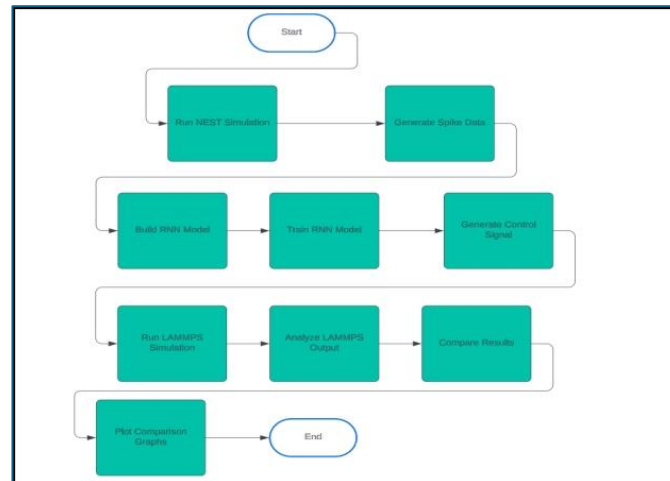 Start
Run NEST Simulation
Generate Spike Data
Build RNN Model
Train RNN Model
Generate Control
Signal
Run LAMMPS
Simulation
Analyze LAMMPS
Output
Compare Results
Plot Comparison
Graphs
End